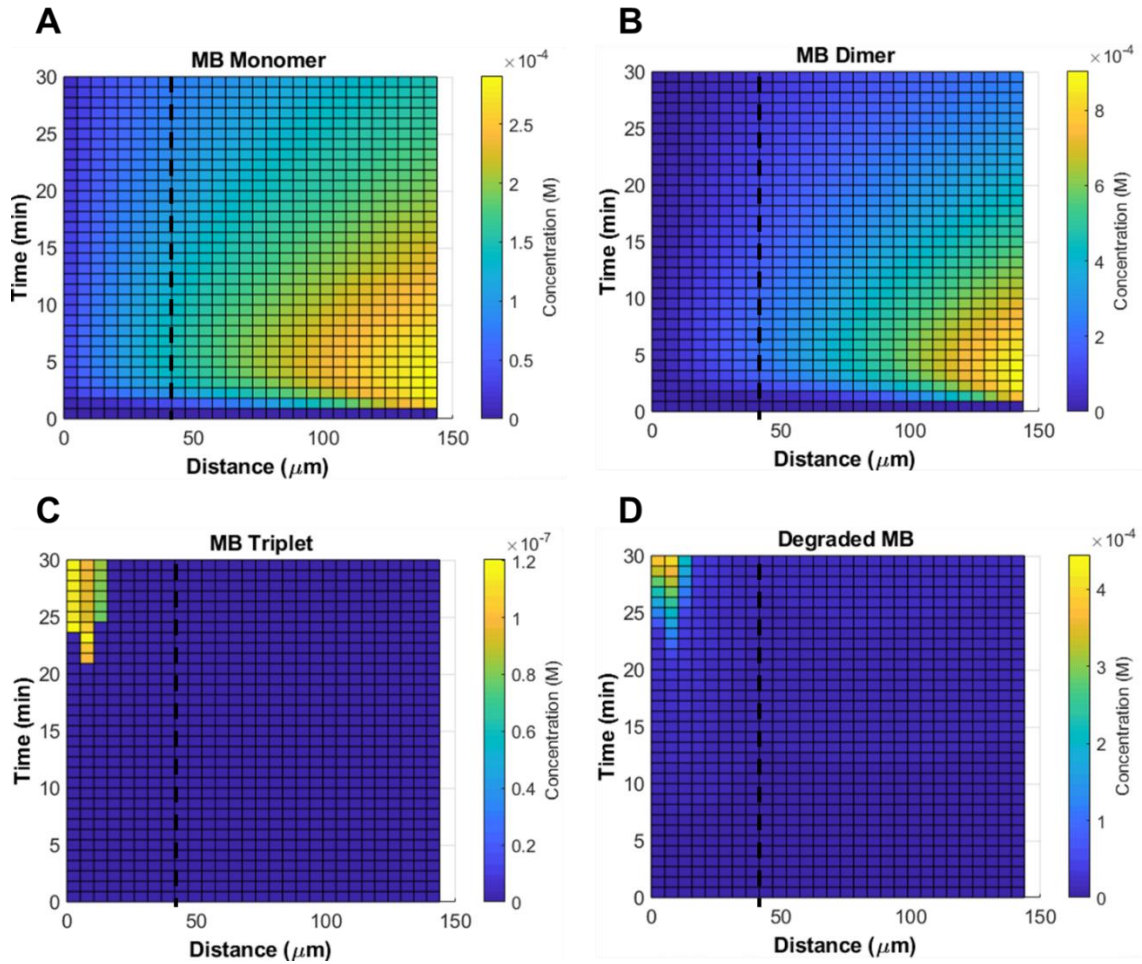 A
MB Monomer
×10⁻⁴
30
25
20
15
10
5
0
Time (min)
0 50 100 150
Distance (μm)
2.5
2
1.5
1
0.5
0
Concentration (M)
B
MB Dimer
×10⁻⁴
30
25
20
15
10
5
0
Time (min)
0 50 100 150
Distance (μm)
8
6
4
2
0
Concentration (M)
C
MB Triplet
×10⁻⁷
30
25
20
15
10
5
0
Time (min)
0 50 100 150
Distance (μm)
1.2
1
0.8
0.6
0.4
0.2
0
Concentration (M)
D
Degraded MB
×10⁻⁴
30
25
20
15
10
5
0
Time (min)
0 50 100 150
Distance (μm)
4
3
2
1
0
Concentration (M)